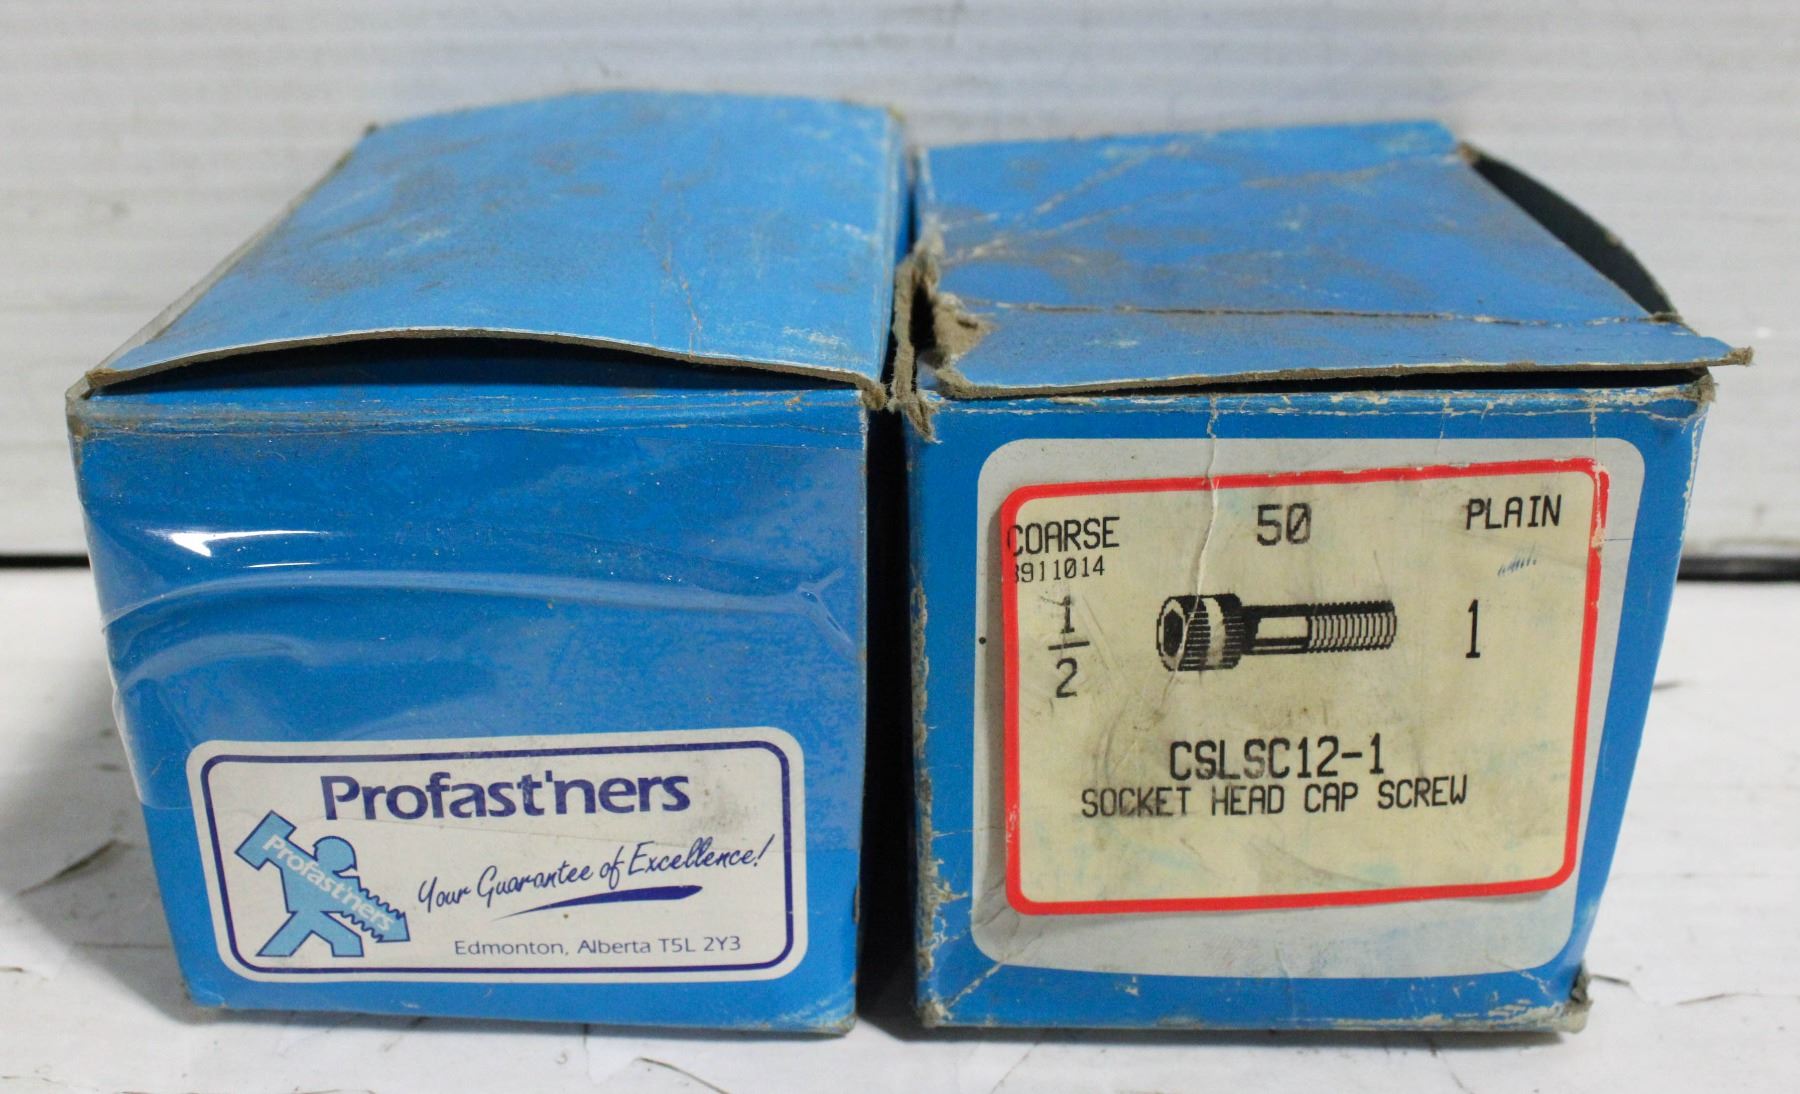 Profast'ners
Profast'ners
Your Guarantee of Excellence!
Edmonton, Alberta T5L 2Y3
COARSE 50 PLAIN
3911014
1/2 1
CSLSC12-1
SOCKET HEAD CAP SCREW